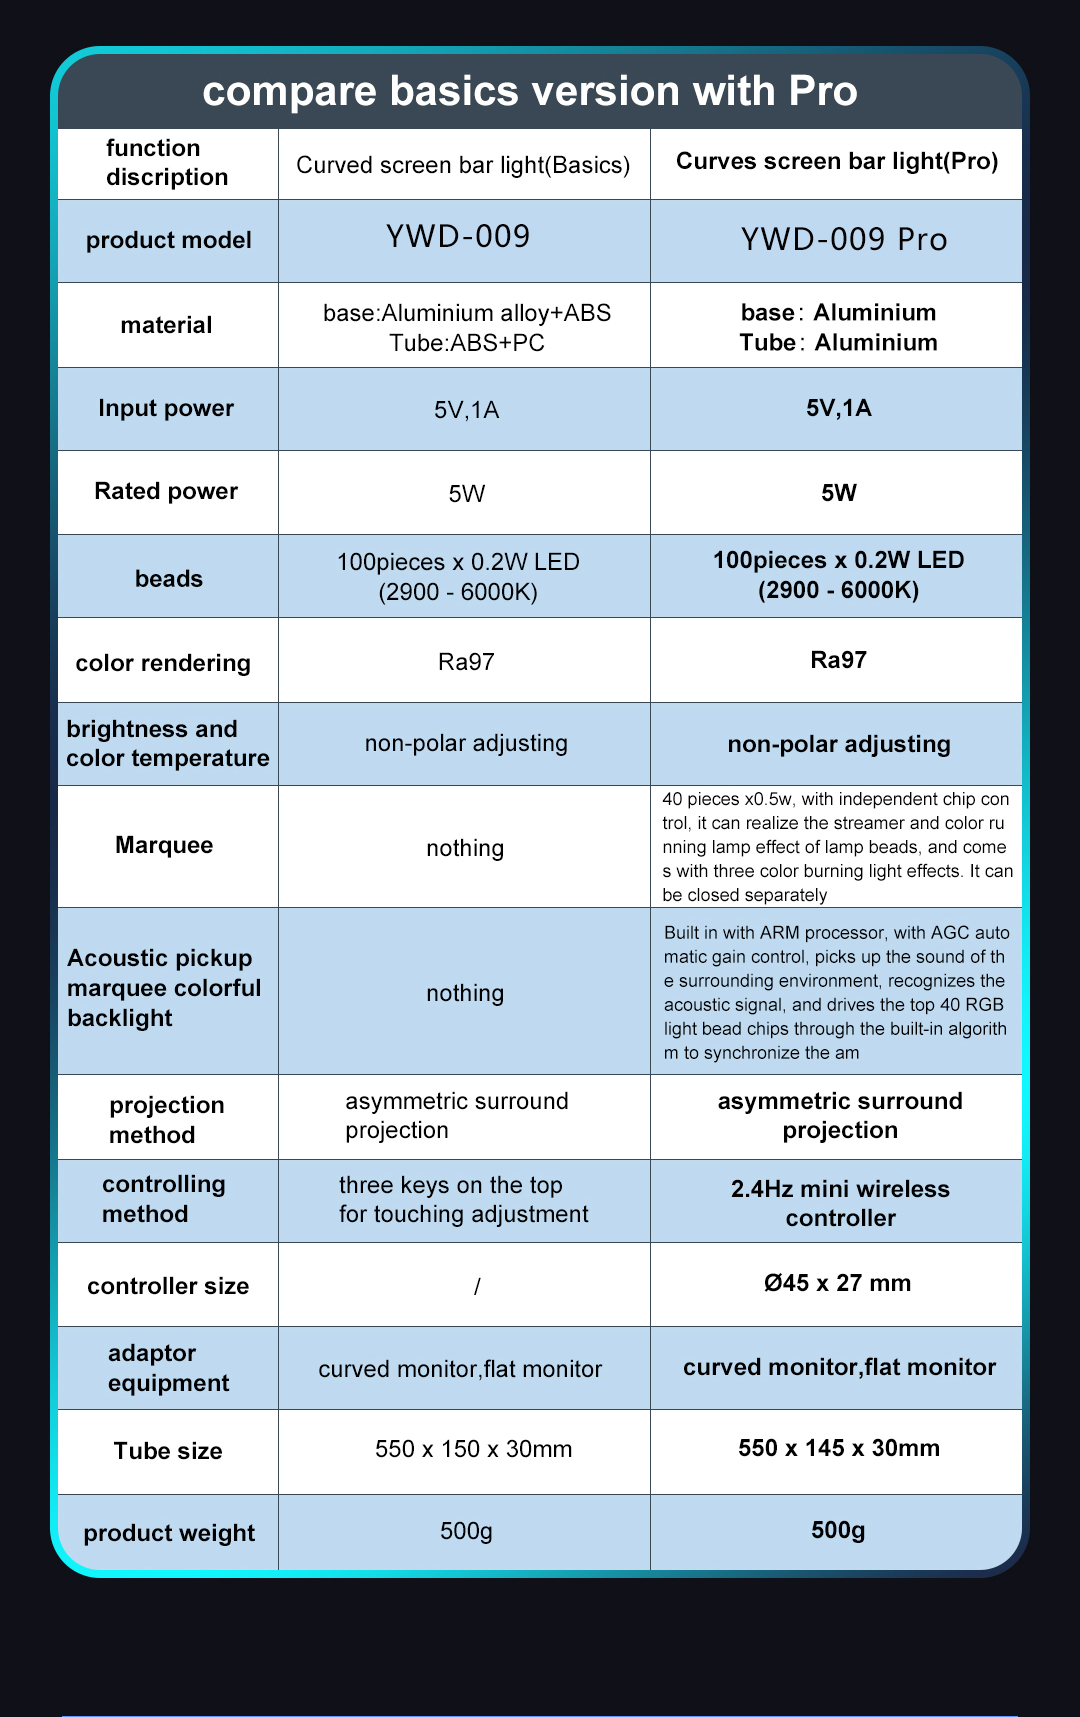 compare basics version with Pro
function
discription
Curved screen bar light(Basics)
Curves screen bar light(Pro)
product model
YWD-009
YWD-009 Pro
material
base:Aluminium alloy+ABS
Tube:ABS+PC
base: Aluminium
Tube: Aluminium
Input power
5V,1A
5V,1A
Rated power
5W
5W
beads
100pieces x 0.2W LED
(2900 - 6000K)
100pieces x 0.2W LED
(2900 - 6000K)
color rendering
Ra97
Ra97
brightness and
color temperature
non-polar adjusting
non-polar adjusting
Marquee
nothing
40 pieces x0.5w, with independent chip con
trol, it can realize the streamer and color ru
nning lamp effect of lamp beads, and come
s with three color burning light effects. It can
be closed separately
Acoustic pickup
marquee colorful
backlight
nothing
Built in with ARM processor, with AGC auto
matic gain control, picks up the sound of th
e surrounding environment, recognizes the
acoustic signal, and drives the top 40 RGB
light bead chips through the built-in algorith
m to synchronize the am
projection
method
asymmetric surround
projection
asymmetric surround
projection
controlling
method
three keys on the top
for touching adjustment
2.4Hz mini wireless
controller
controller size
/
Ø45 x 27 mm
adaptor
equipment
curved monitor,flat monitor
curved monitor,flat monitor
Tube size
550 x 150 x 30mm
550 x 145 x 30mm
product weight
500g
500g